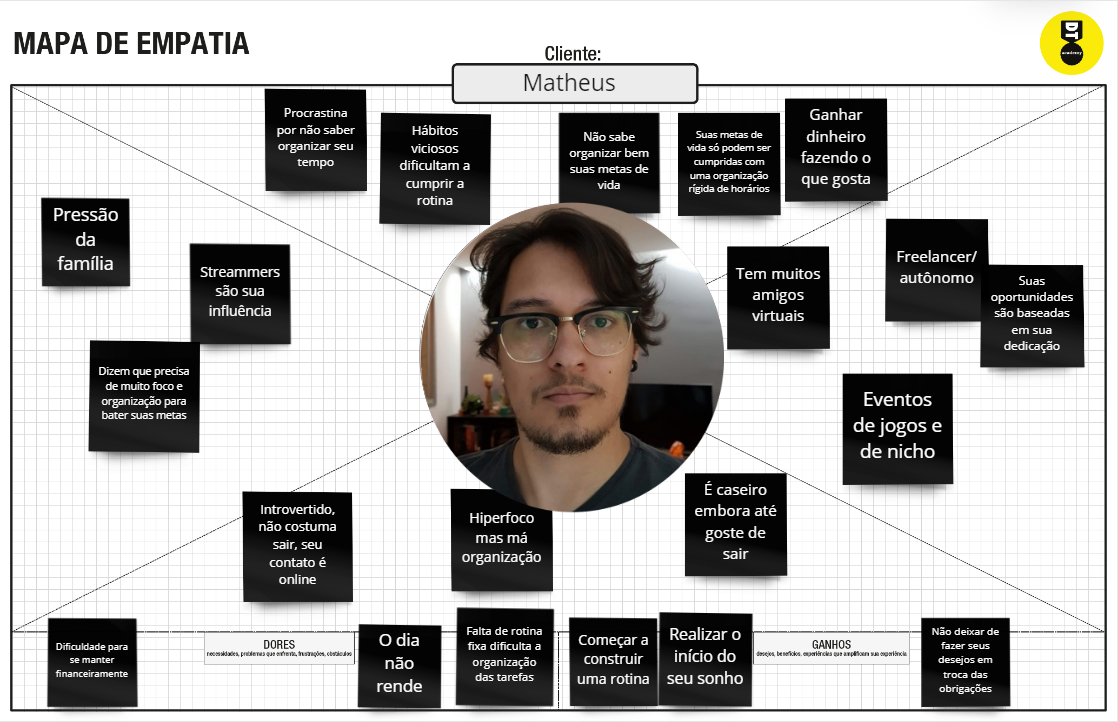 MAPA DE EMPATIA
DT
academy
Cliente:
Matheus
Procrastina
por não saber
organizar seu
tempo
Hábitos
viciosos
dificultam a
cumprir a
rotina
Não sabe
organizar bem
suas metas de
vida
Suas metas de
vida só podem ser
cumpridas com
uma organização
rígida de horários
Ganhar
dinheiro
fazendo o
que gosta
Pressão
da
família
Streammers
são sua
influência
Dizem que precisa
de muito foco e
organização para
bater suas metas
Tem muitos
amigos
virtuais
Freelancer/
autônomo
Suas
oportunidades
são baseadas
em sua
dedicação
Eventos
de jogos e
de nicho
Introvertido,
não costuma
sair, seu
contato é
online
Hiperfoco
mas má
organização
É caseiro
embora até
goste de
sair
Dificuldade para
se manter
financeiramente
DORES
necessidades, problemas que enfrenta, frustrações, obstáculos
O dia
não
rende
Falta de rotina
fixa dificulta a
organização
das tarefas
Começar a
construir
uma rotina
Realizar o
início do
seu sonho
GANHOS
desejos, benefícios, experiências que amplificam sua experiência
Não deixar de
fazer seus
desejos em
troca das
obrigações